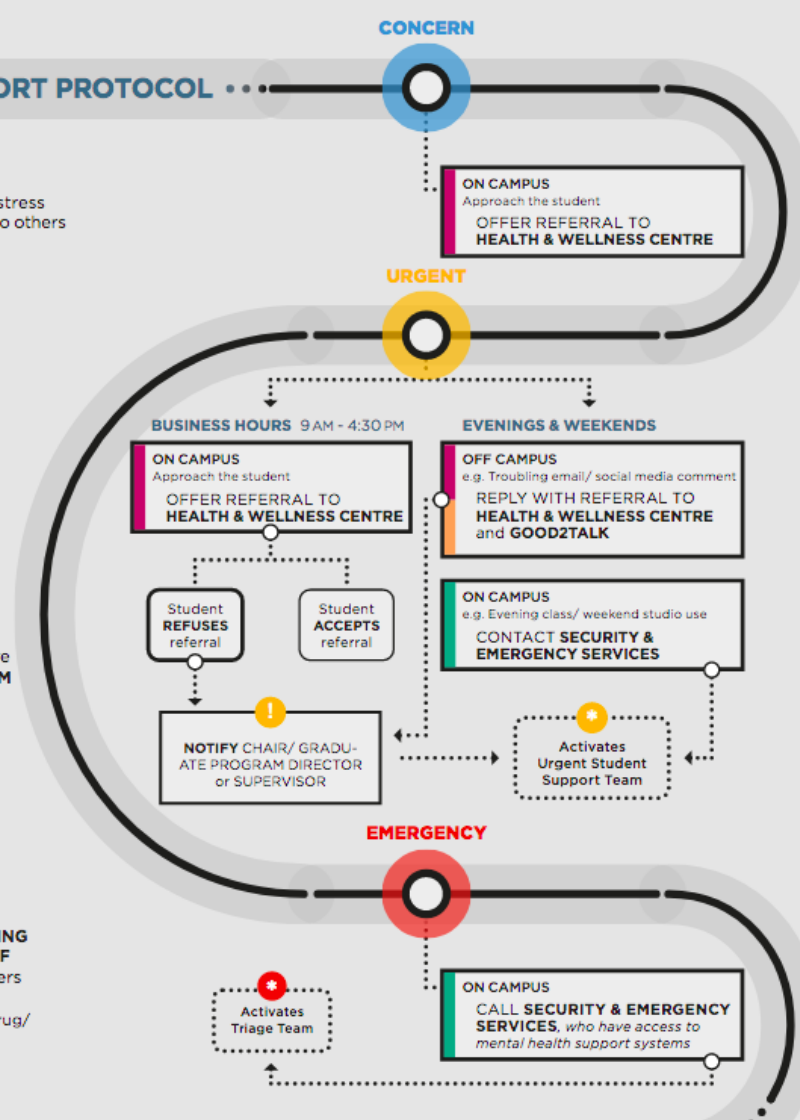 CONCERN
ORT PROTOCOL
ON CAMPUS
Approach the student
OFFER REFERRAL TO
HEALTH & WELLNESS CENTRE
stress
o others
URGENT
BUSINESS HOURS 9 AM - 4:30 PM
ON CAMPUS
Approach the student
OFFER REFERRAL TO
HEALTH & WELLNESS CENTRE
Student
REFUSES
referral
Student
ACCEPTS
referral
!
NOTIFY CHAIR/ GRADU-
ATE PROGRAM DIRECTOR
or SUPERVISOR
EVENINGS & WEEKENDS
OFF CAMPUS
e.g. Troubling email/ social media comment
REPLY WITH REFERRAL TO
HEALTH & WELLNESS CENTRE
and GOOD2TALK
ON CAMPUS
e.g. Evening class/ weekend studio use
CONTACT SECURITY &
EMERGENCY SERVICES
*
Activates
Urgent Student
Support Team
e
M
EMERGENCY
ON CAMPUS
CALL SECURITY & EMERGENCY
SERVICES, who have access to
mental health support systems
*
Activates
Triage Team
ING
F
ers
rug/